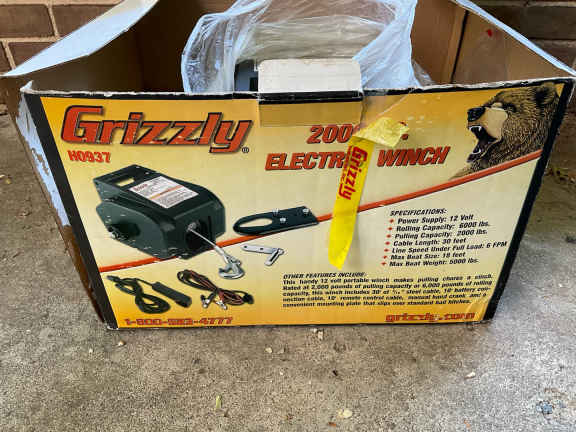 Grizzly®
H0937
200
ELECTRIC WINCH
Grizzly
SPECIFICATIONS:
• Power Supply: 12 Volt
• Rolling Capacity: 6000 lbs.
• Pulling Capacity: 2000 lbs.
• Cable Length: 30 feet
• Line Speed Under Full Load: 6 FPM
• Max Boat Size: 18 feet
• Max Boat Weight: 5000 lbs.
OTHER FEATURES INCLUDE:
This handy 12 volt portable winch makes pulling chores a cinch.
Rated at 2,000 pounds of pulling capacity or 6,000 pounds of rolling
capacity, this winch includes 30' of steel cable, 10' battery con-
nection cable, 10' remote control cable, manual hand crank and a
convenient mounting plate that slips over standard ball hitches.
1-800-523-4777
grizzly.com